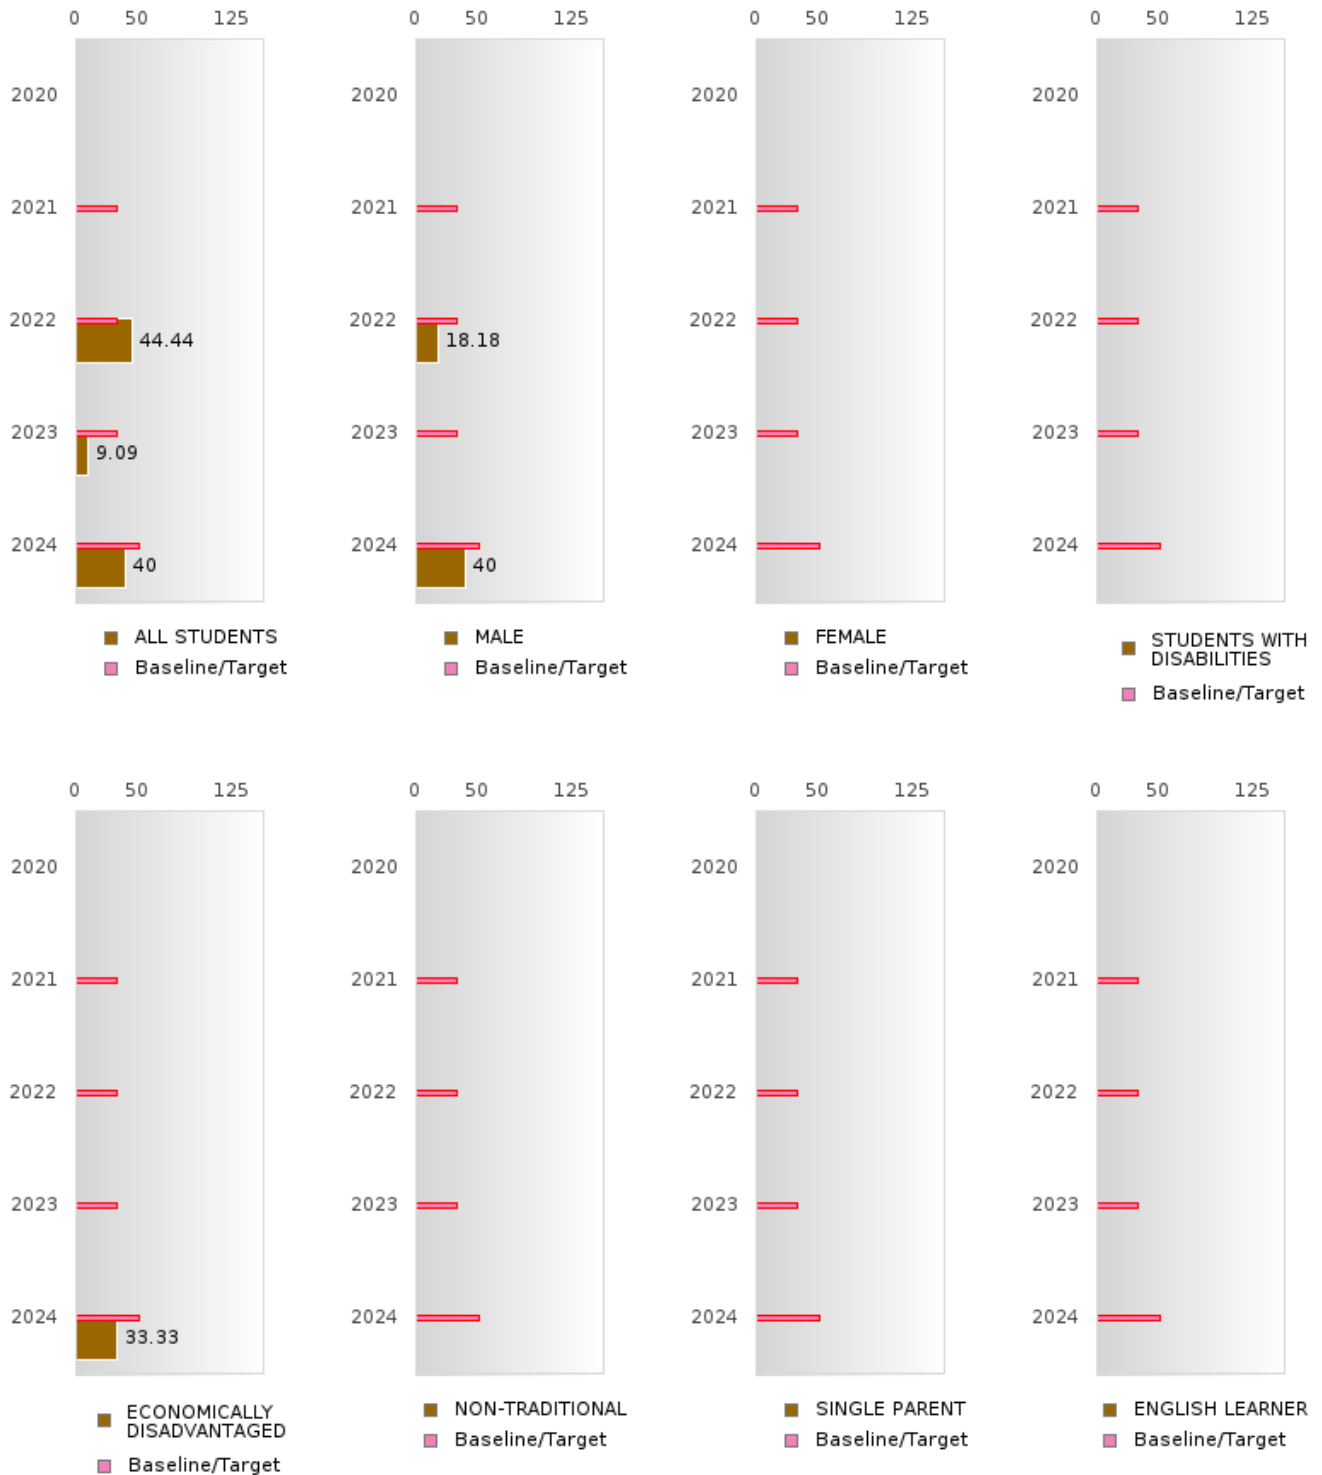 0 50 125
2020
2021
2022
44.44
2023
9.09
2024
40
ALL STUDENTS
Baseline/Target
0 50 125
2020
2021
2022
18.18
2023
2024
40
MALE
Baseline/Target
0 50 125
2020
2021
2022
2023
2024
FEMALE
Baseline/Target
0 50 125
2020
2021
2022
2023
2024
STUDENTS WITH
DISABILITIES
Baseline/Target
0 50 125
2020
2021
2022
2023
2024
33.33
ECONOMICALLY
DISADVANTAGED
Baseline/Target
0 50 125
2020
2021
2022
2023
2024
NON-TRADITIONAL
Baseline/Target
0 50 125
2020
2021
2022
2023
2024
SINGLE PARENT
Baseline/Target
0 50 125
2020
2021
2022
2023
2024
ENGLISH LEARNER
Baseline/Target